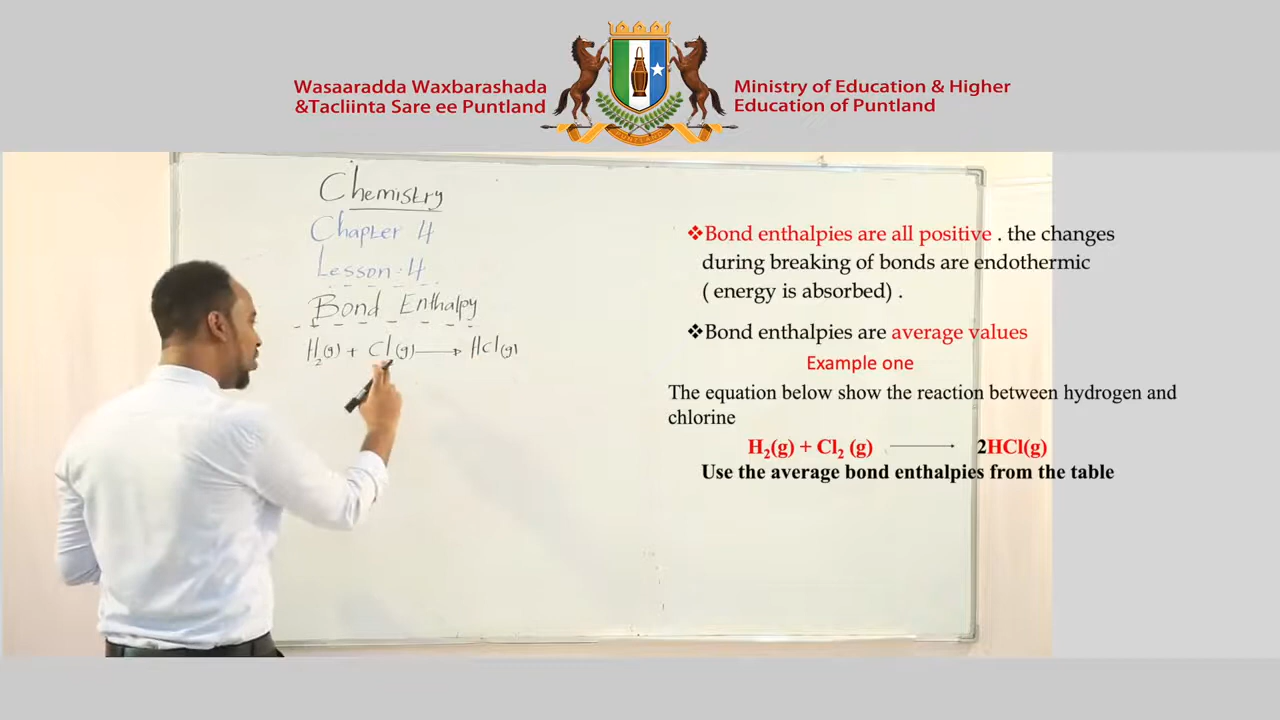 Wasaaradda Waxbarashada
&Tacliinta Sare ee Puntland
Ministry of Education & Higher
Education of Puntland
Chemistry
Chapter 4
Lesson: 4
Bond Enthalpy
H₂(g) + Cl(g) ⟶ HCl(g)
❖Bond enthalpies are all positive . the changes
during breaking of bonds are endothermic
( energy is absorbed) .
❖Bond enthalpies are average values
Example one
The equation below show the reaction between hydrogen and
chlorine
H₂(g) + Cl₂ (g) ⟶ 2HCl(g)
Use the average bond enthalpies from the table